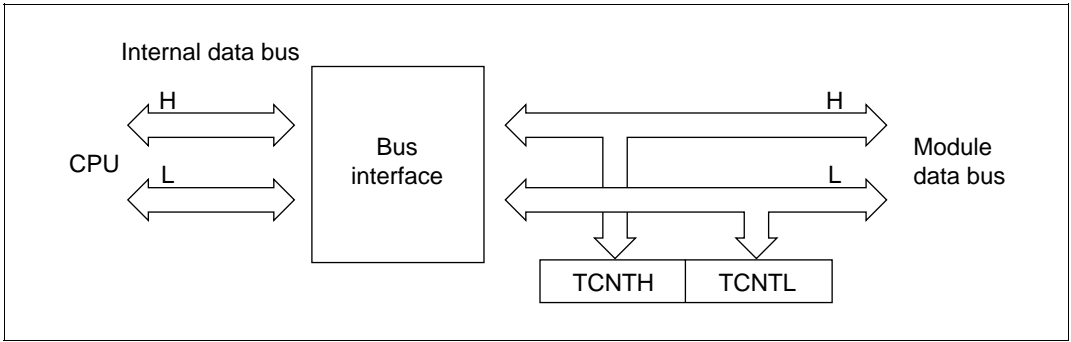 Internal data bus
H
H
CPU
Bus
interface
Module
data bus
L
L
TCNTH
TCNTL